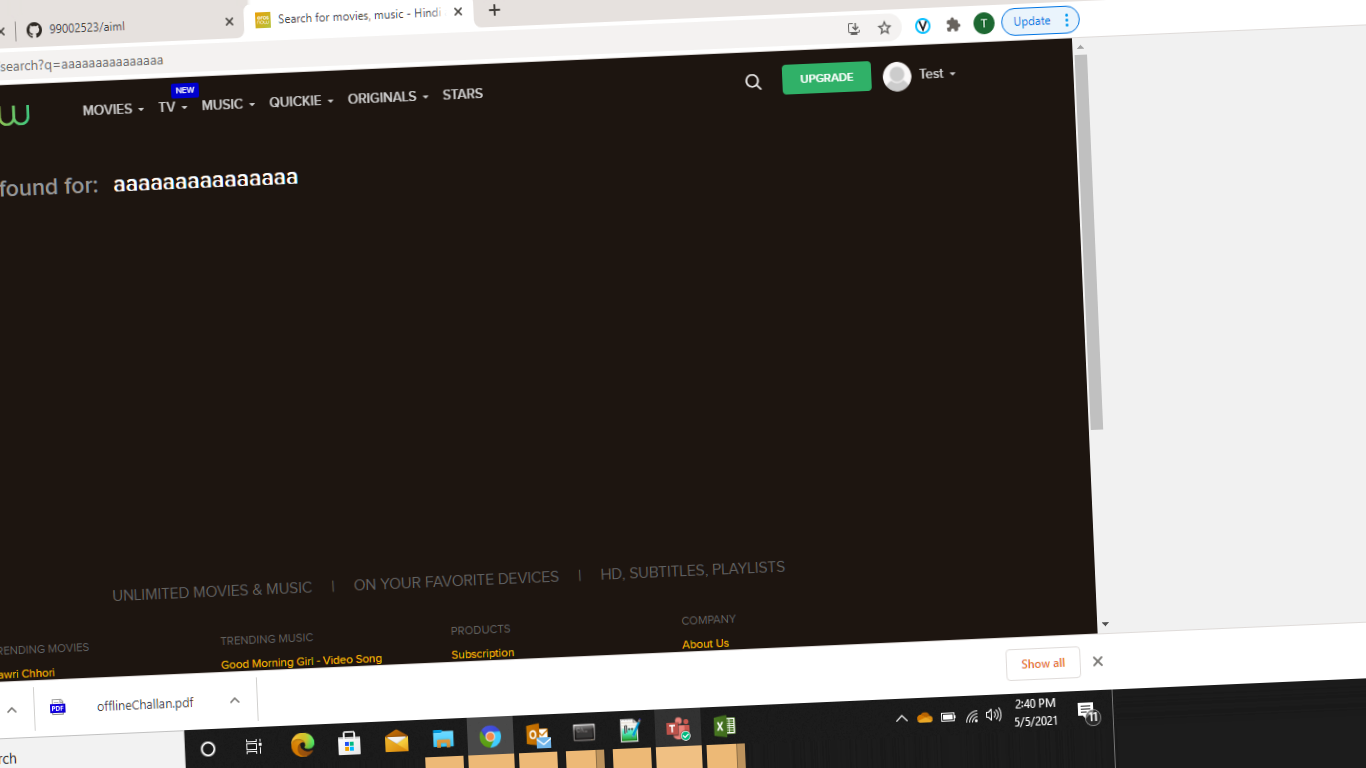 99002523/aiml
Search for movies, music - Hindi
Update
T
search?q=aaaaaaaaaaaaaaa
W
MOVIES
TV
NEW
MUSIC
QUICKIE
ORIGINALS
STARS
UPGRADE
Test
found for: aaaaaaaaaaaaaaa
UNLIMITED MOVIES & MUSIC | ON YOUR FAVORITE DEVICES | HD, SUBTITLES, PLAYLISTS
RENDING MOVIES
TRENDING MUSIC
PRODUCTS
COMPANY
awri Chhori
Good Morning Girl - Video Song
Subscription
About Us
PDF
offlineChallan.pdf
Show all
rch
2:40 PM
5/5/2021
11